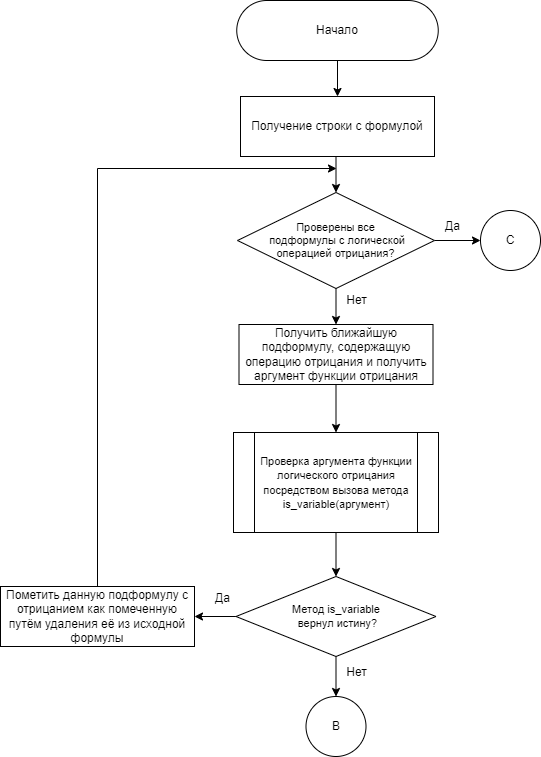 Начало
Получение строки с формулой
Проверены все
подформулы с логической
операцией отрицания?
Да
С
Нет
Получить ближайшую
подформулу, содержащую
операцию отрицания и получить
аргумент функции отрицания
Проверка аргумента функции
логического отрицания
посредством вызова метода
is_variable(аргумент)
Метод is_variable
вернул истину?
Да
Пометить данную подформулу с
отрицанием как помеченную
путём удаления её из исходной
формулы
Нет
В